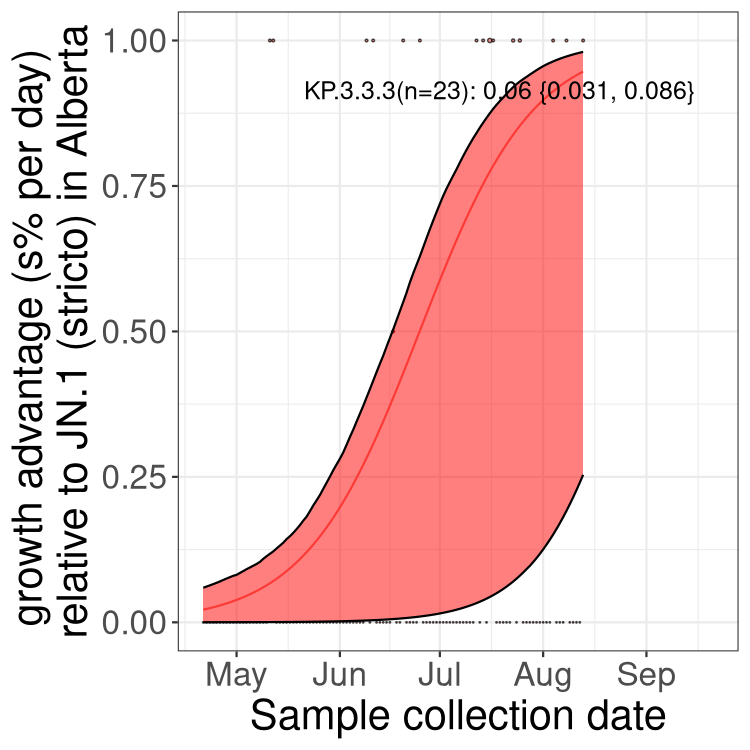 growth advantage (s% per day)
relative to JN.1 (stricto) in Alberta
1.00
0.75
0.50
0.25
0.00
KP.3.3.3(n=23): 0.06 {0.031, 0.086}
May Jun Jul Aug Sep
Sample collection date